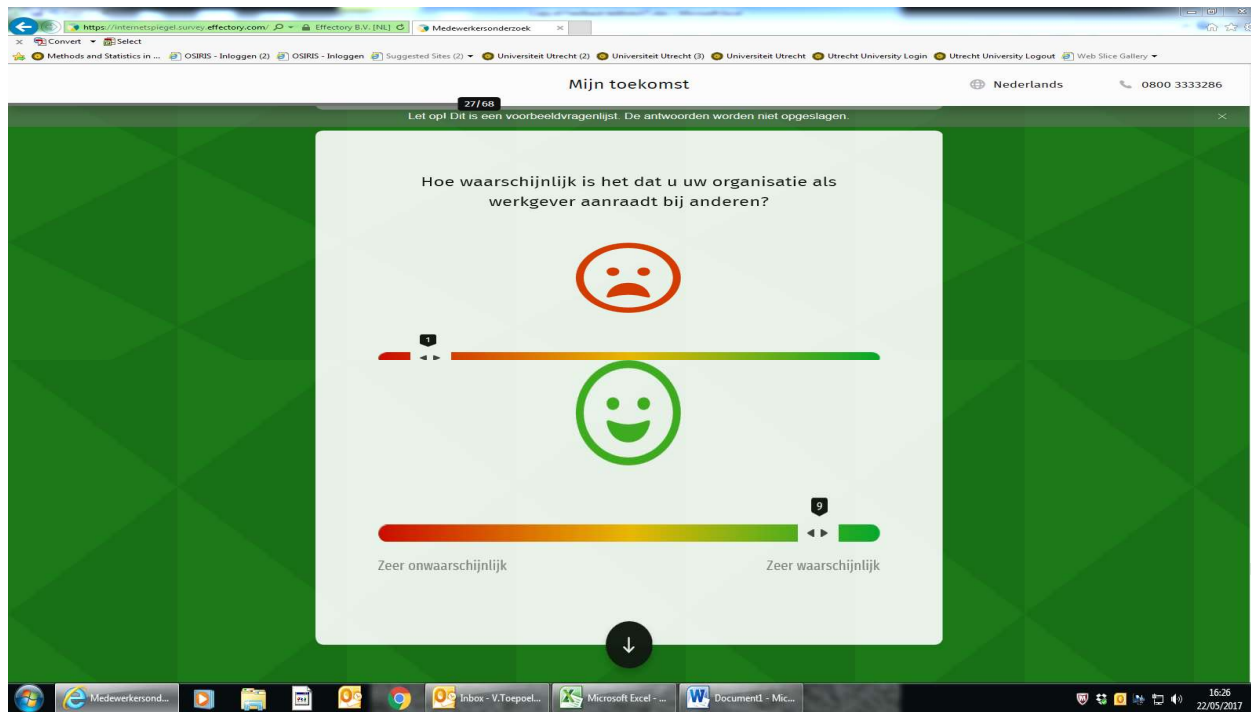 https://internetspiegel.survey.effectory.com/
Effectory B.V. [NL]
Medewerkersonderzoek
x Convert Select
Methods and Statistics in ... OSIRIS - Inloggen (2) OSIRIS - Inloggen Suggested Sites (2) Universiteit Utrecht (2) Universiteit Utrecht (3) Universiteit Utrecht Utrecht University Login Utrecht University Logout Web Slice Gallery
Mijn toekomst
Nederlands
0800 3333286
27/68
Let op! Dit is een voorbeeldvragenlijst. De antwoorden worden niet opgeslagen.
Hoe waarschijnlijk is het dat u uw organisatie als
werkgever aanraadt bij anderen?
1
9
Zeer onwaarschijnlijk
Zeer waarschijnlijk
Medewerkersond...
Inbox - V.Toepoel...
Microsoft Excel - ...
Document1 - Mic...
16:26
22/05/2017